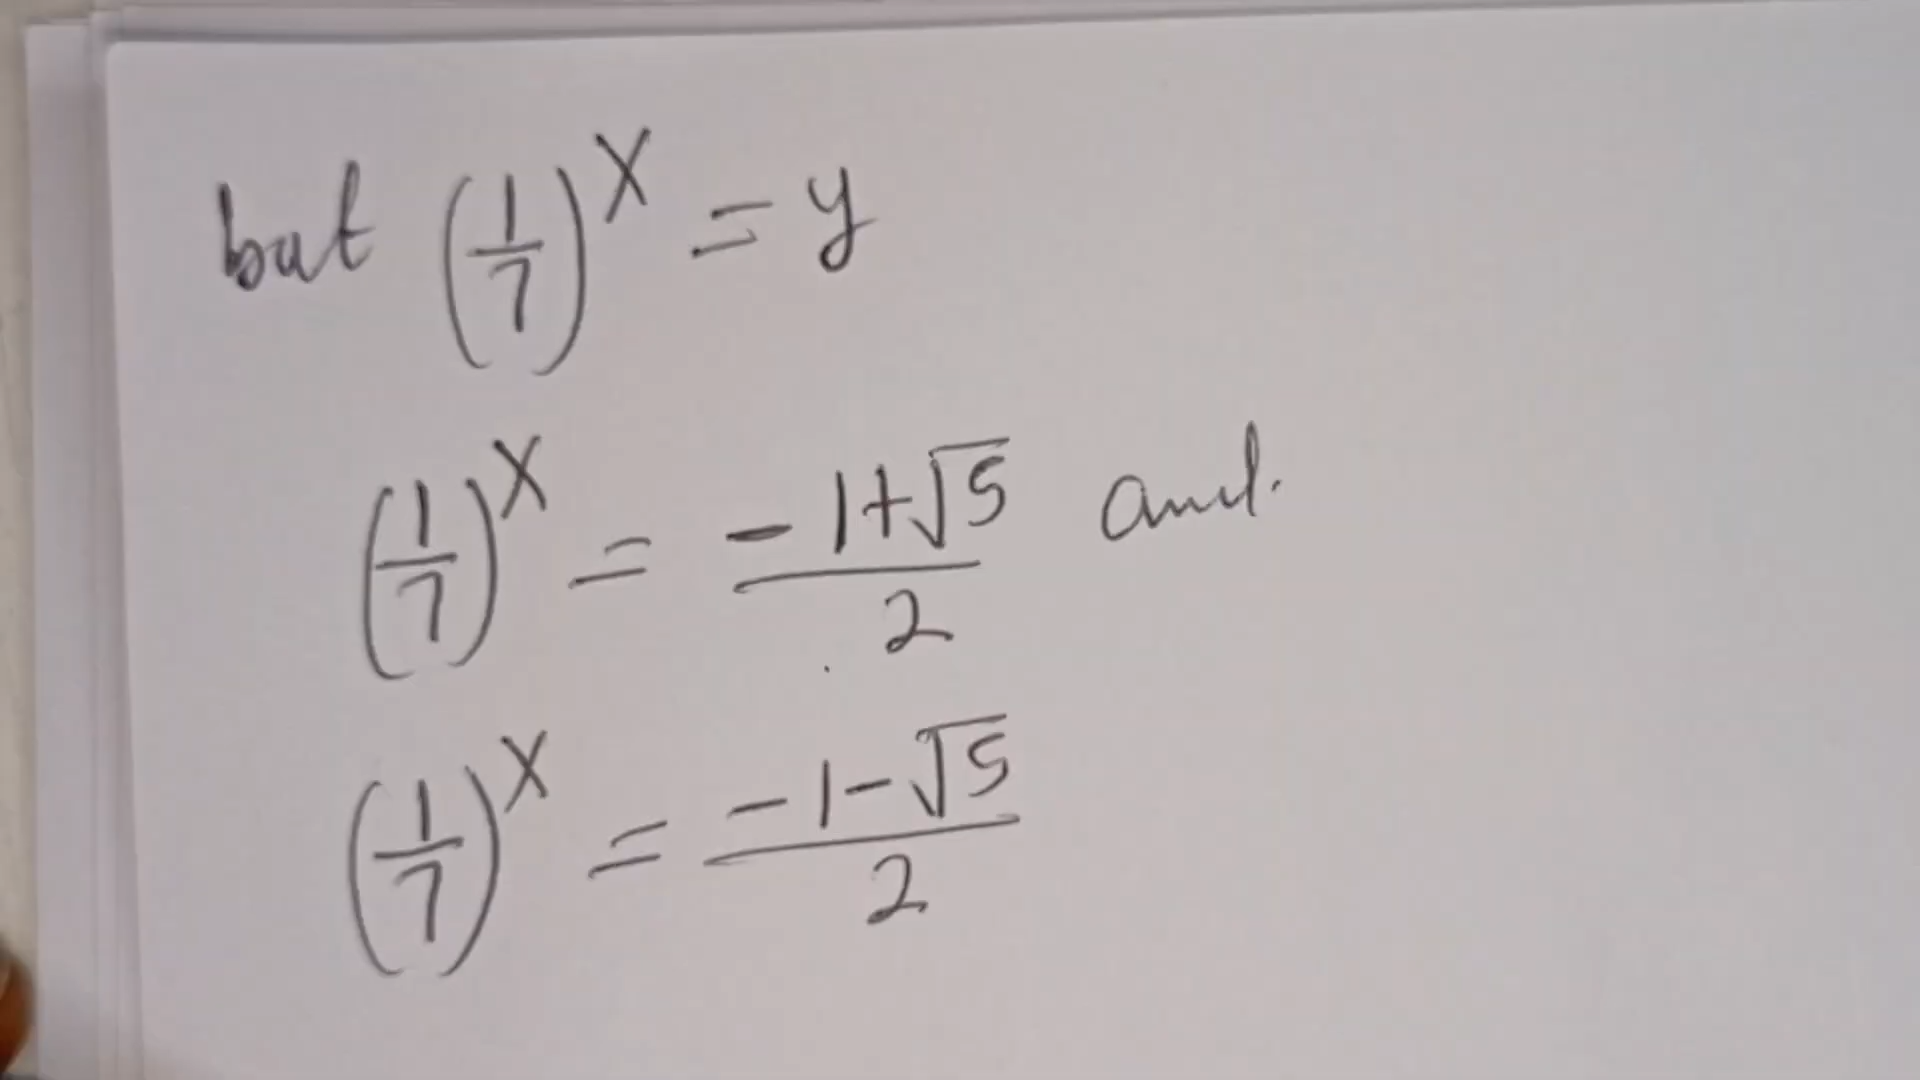 but (1/7)^x = y
(1/7)^x = (-1+√5)/2 and.
(1/7)^x = (-1-√5)/2